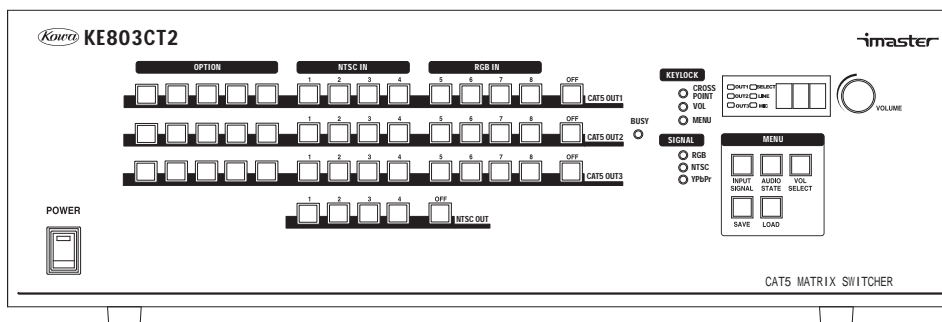 Kowa KE803CT2
imaster
OPTION NTSC IN RGB IN
1 2 3 4 5 6 7 8 OFF
CAT5 OUT1
1 2 3 4 5 6 7 8 OFF
CAT5 OUT2
1 2 3 4 5 6 7 8 OFF
CAT5 OUT3
1 2 3 4 OFF
NTSC OUT
BUSY
KEYLOCK
CROSS
POINT
VOL
MENU
SIGNAL
RGB
NTSC
YPbPr
OUT1 SELECT
OUT2 LINE
OUT3 MIC
VOLUME
MENU
INPUT
SIGNAL
AUDIO
STATE
VOL
SELECT
SAVE LOAD
POWER
CAT5 MATRIX SWITCHER